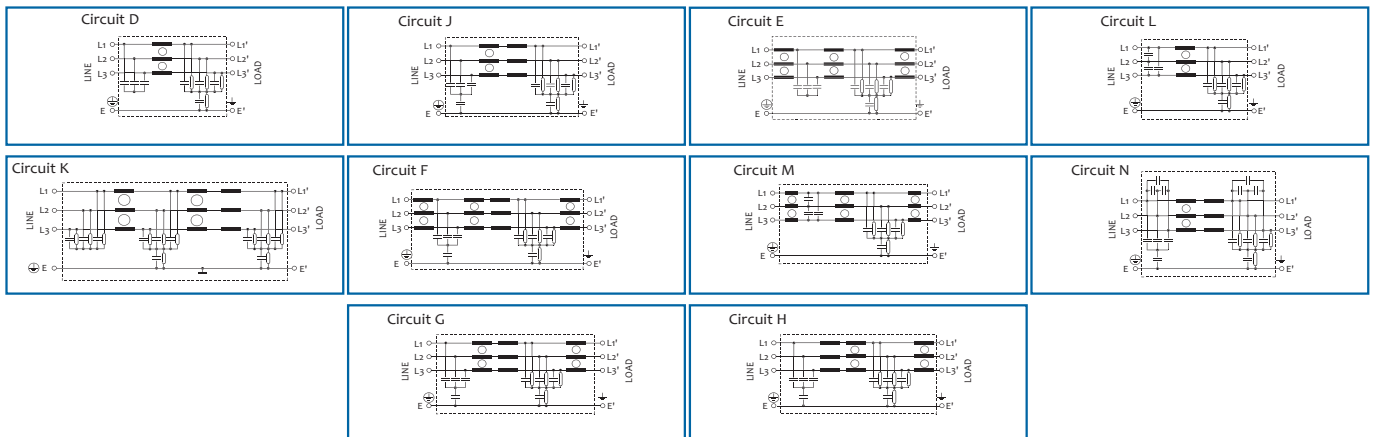 Circuit D
L1 L1'
L2 L2'
L3 L3'
LINE
LOAD
E E'
Circuit J
L1 L1'
L2 L2'
L3 L3'
LINE
LOAD
E E'
Circuit E
L1 L1'
L2 L2'
L3 L3'
LINE
LOAD
E E'
Circuit L
L1 L1'
L2 L2'
L3 L3'
LINE
LOAD
E E'
Circuit K
L1 L1'
L2 L2'
L3 L3'
LINE
LOAD
E E'
Circuit F
L1 L1'
L2 L2'
L3 L3'
LINE
LOAD
E E'
Circuit M
L1 L1'
L2 L2'
L3 L3'
LINE
LOAD
E E'
Circuit N
L1 L1'
L2 L2'
L3 L3'
LINE
LOAD
E E'
Circuit G
L1 L1'
L2 L2'
L3 L3'
LINE
LOAD
E E'
Circuit H
L1 L1'
L2 L2'
L3 L3'
LINE
LOAD
E E'